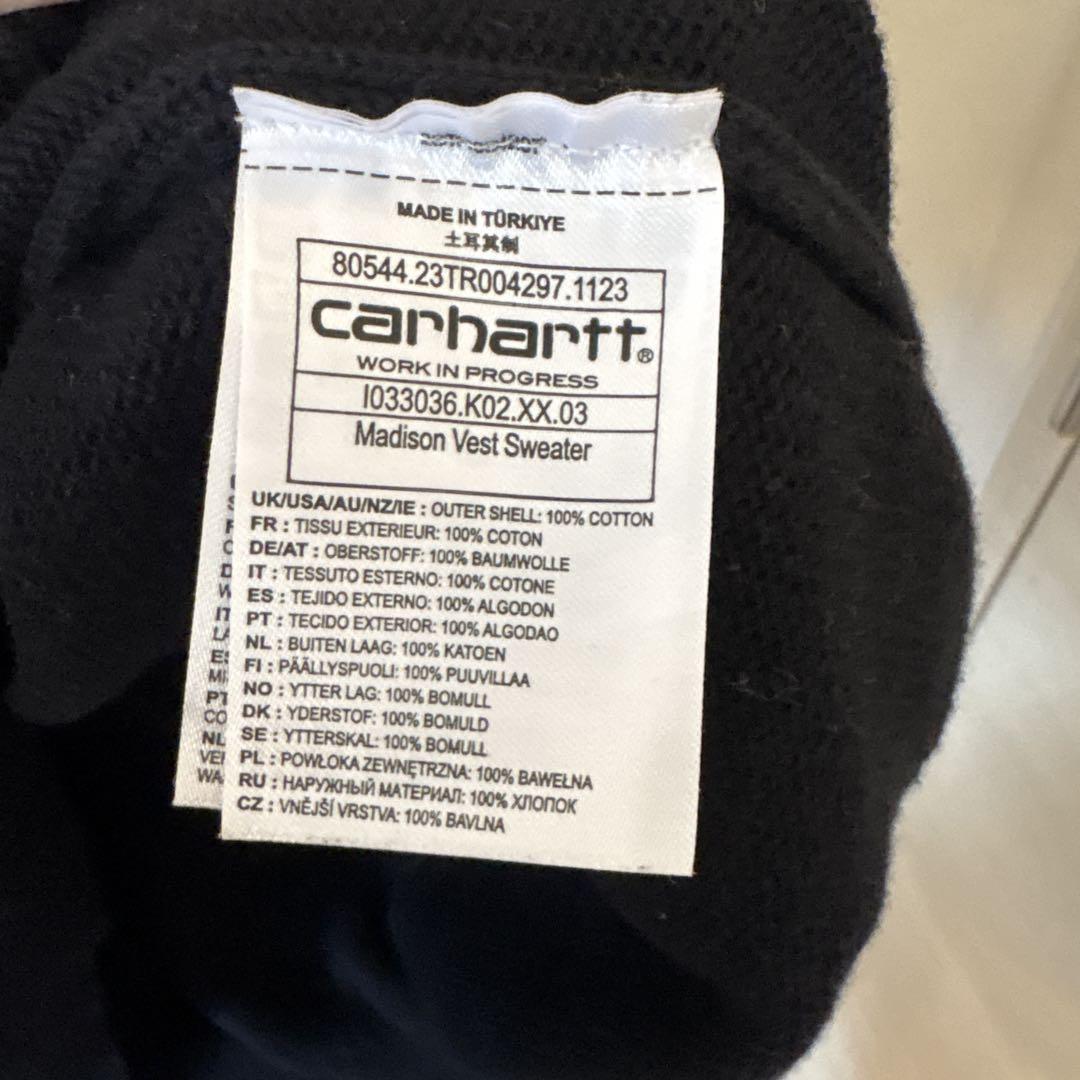 MADE IN TÜRKIYE
土耳其制
80544.23TR004297.1123
carhartt®
WORK IN PROGRESS
I033036.K02.XX.03
Madison Vest Sweater
UK/USA/AU/NZ/IE : OUTER SHELL: 100% COTTON
FR : TISSU EXTERIEUR: 100% COTON
DE/AT : OBERSTOFF: 100% BAUMWOLLE
IT : TESSUTO ESTERNO: 100% COTONE
ES : TEJIDO EXTERNO: 100% ALGODON
PT : TECIDO EXTERIOR: 100% ALGODAO
NL : BUITEN LAAG: 100% KATOEN
FI : PÄÄLLYSPUOLI: 100% PUUVILLAA
NO : YTTER LAG: 100% BOMULL
DK : YDERSTOF: 100% BOMULD
SE : YTTERSKAL: 100% BOMULL
PL : POWŁOKA ZEWNĘTRZNA: 100% BAWEŁNA
RU : НАРУЖНЫЙ МАТЕРИАЛ: 100% ХЛОПОК
CZ : VNĚJŠÍ VRSTVA: 100% BAVLNA